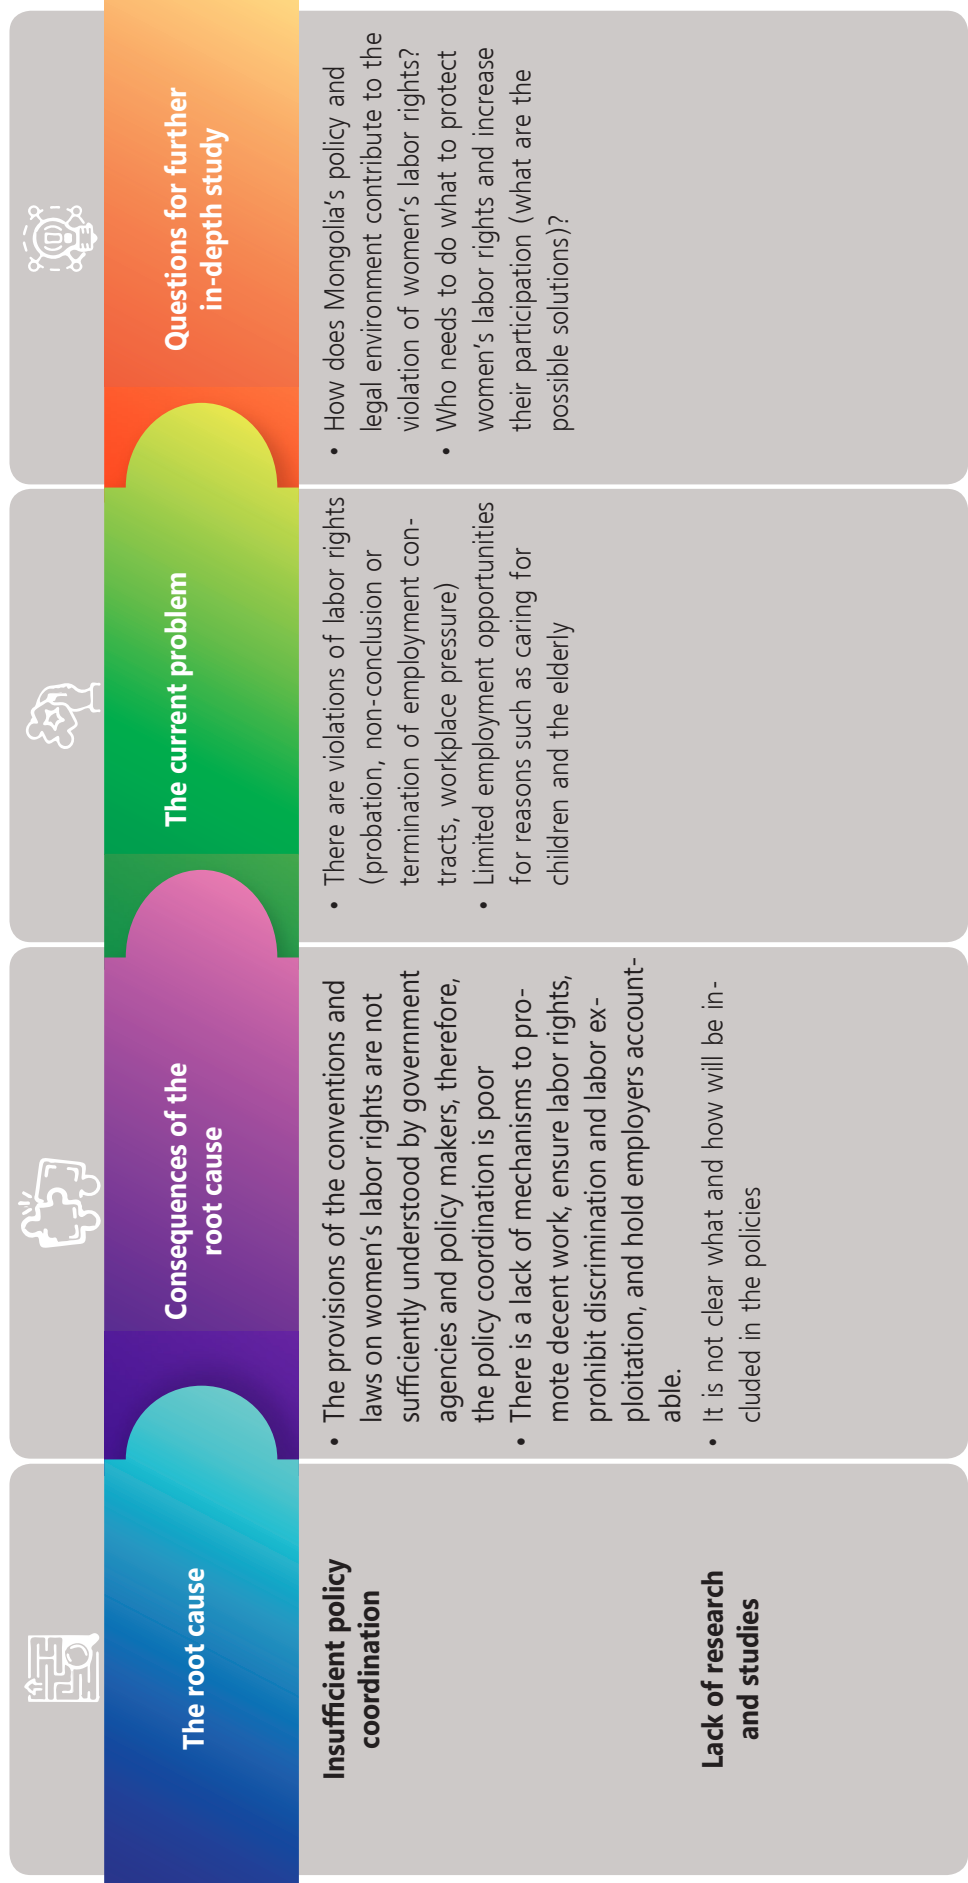 The root cause
Consequences of the
root cause
The current problem
Questions for further
in-depth study
Insufficient policy
coordination
• The provisions of the conventions and
laws on women's labor rights are not
sufficiently understood by government
agencies and policy makers, therefore,
the policy coordination is poor
• There is a lack of mechanisms to pro-
mote decent work, ensure labor rights,
prohibit discrimination and labor ex-
ploitation, and hold employers account-
able.
• There are violations of labor rights
(probation, non-conclusion or
termination of employment con-
tracts, workplace pressure)
• Limited employment opportunities
for reasons such as caring for
children and the elderly
• How does Mongolia's policy and
legal environment contribute to the
violation of women's labor rights?
• Who needs to do what to protect
women's labor rights and increase
their participation (what are the
possible solutions)?
Lack of research
and studies
• It is not clear what and how will be in-
cluded in the policies